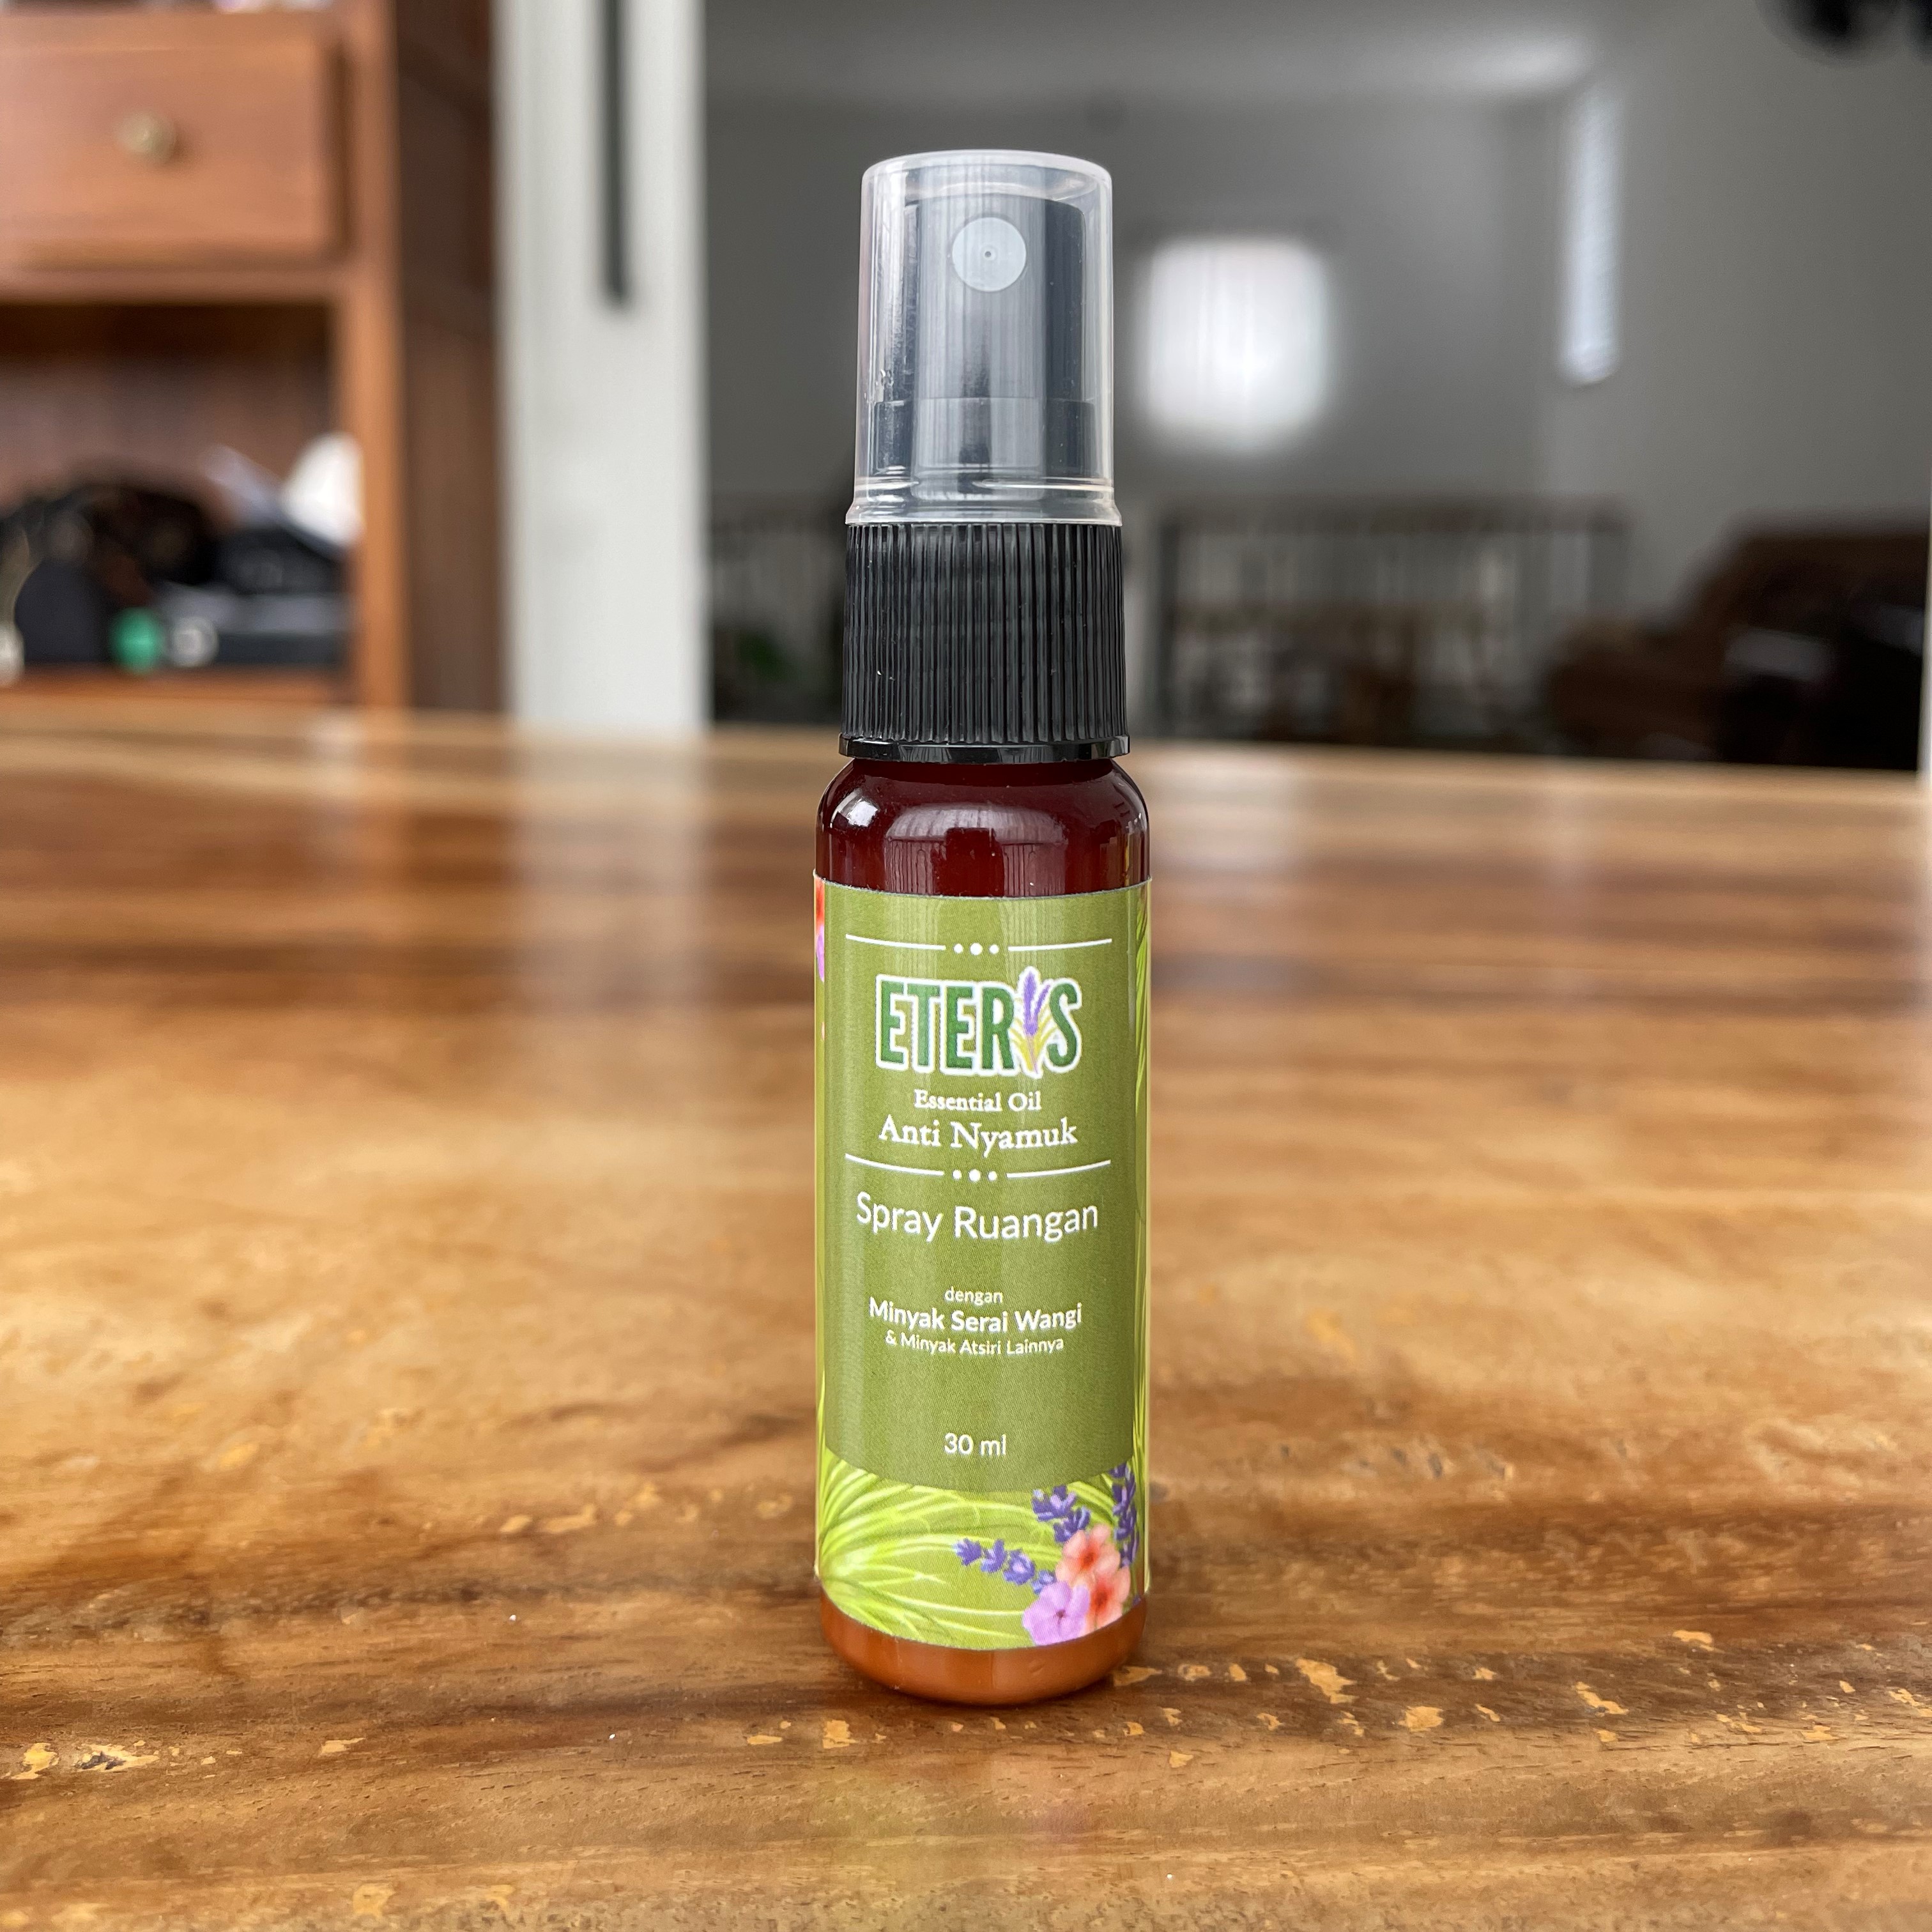 ETERIS
Essential Oil
Anti Nyamuk
Spray Ruangan
dengan
Minyak Serai Wangi
& Minyak Atsiri Lainnya
30 ml